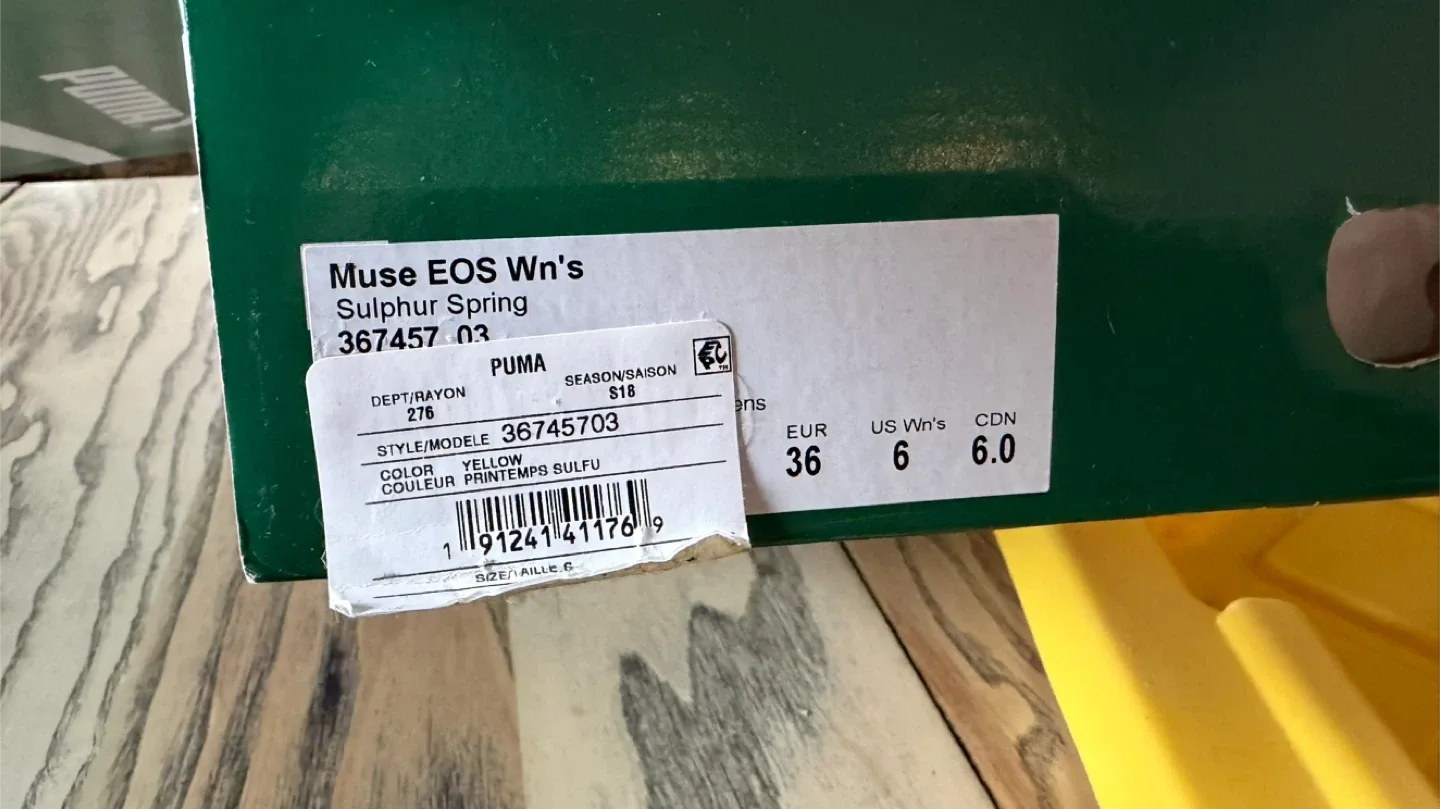 PUMA
Muse EOS Wn's
Sulphur Spring
367457 03
PUMA
DEPT/RAYON
276
SEASON/SAISON
S18
STYLE/MODELE 36745703
COLOR YELLOW
COULEUR PRINTEMPS SULFU
1 91241 41176 9
SIZE/TAILLE 6
ens
EUR
36
US Wn's
6
CDN
6.0